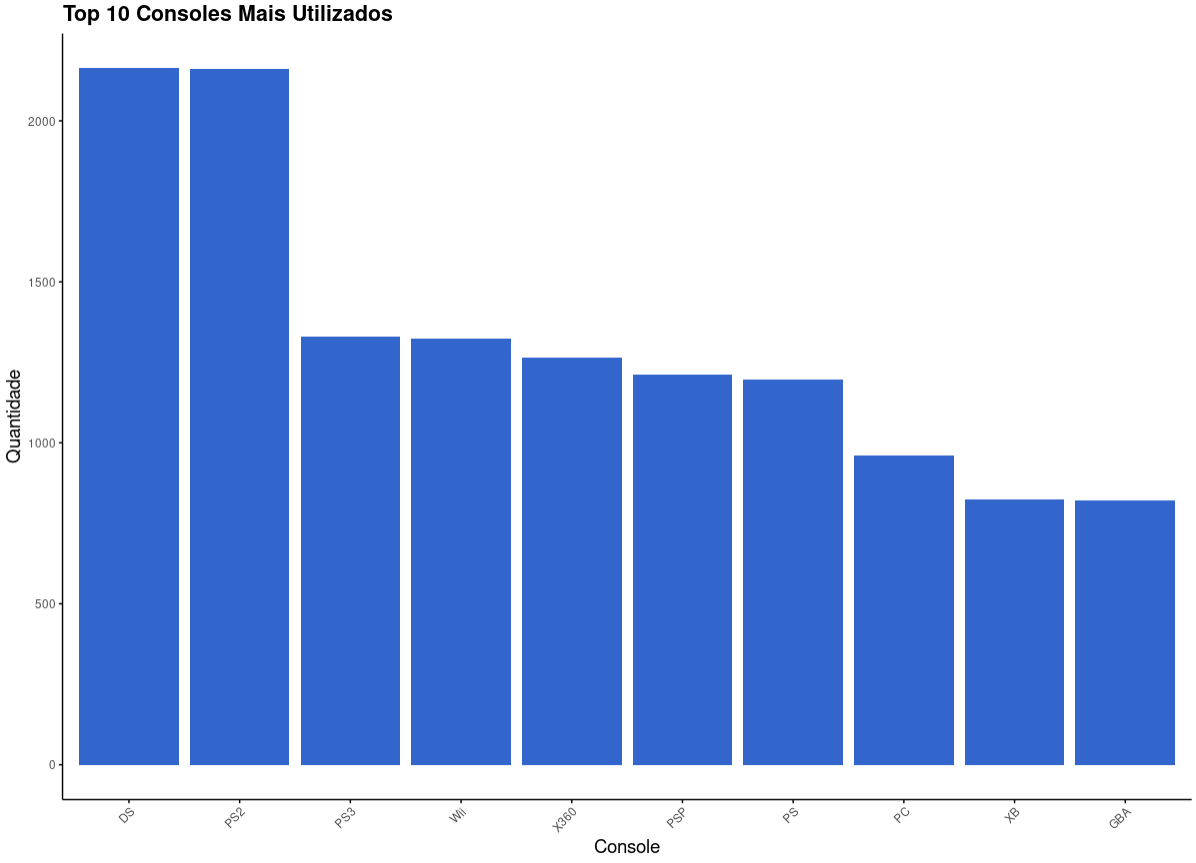 Top 10 Consoles Mais Utilizados
Quantidade
2000
1500
1000
500
0
DS PS2 PS3 Wii X360 PSP PS PC XB GBA
Console